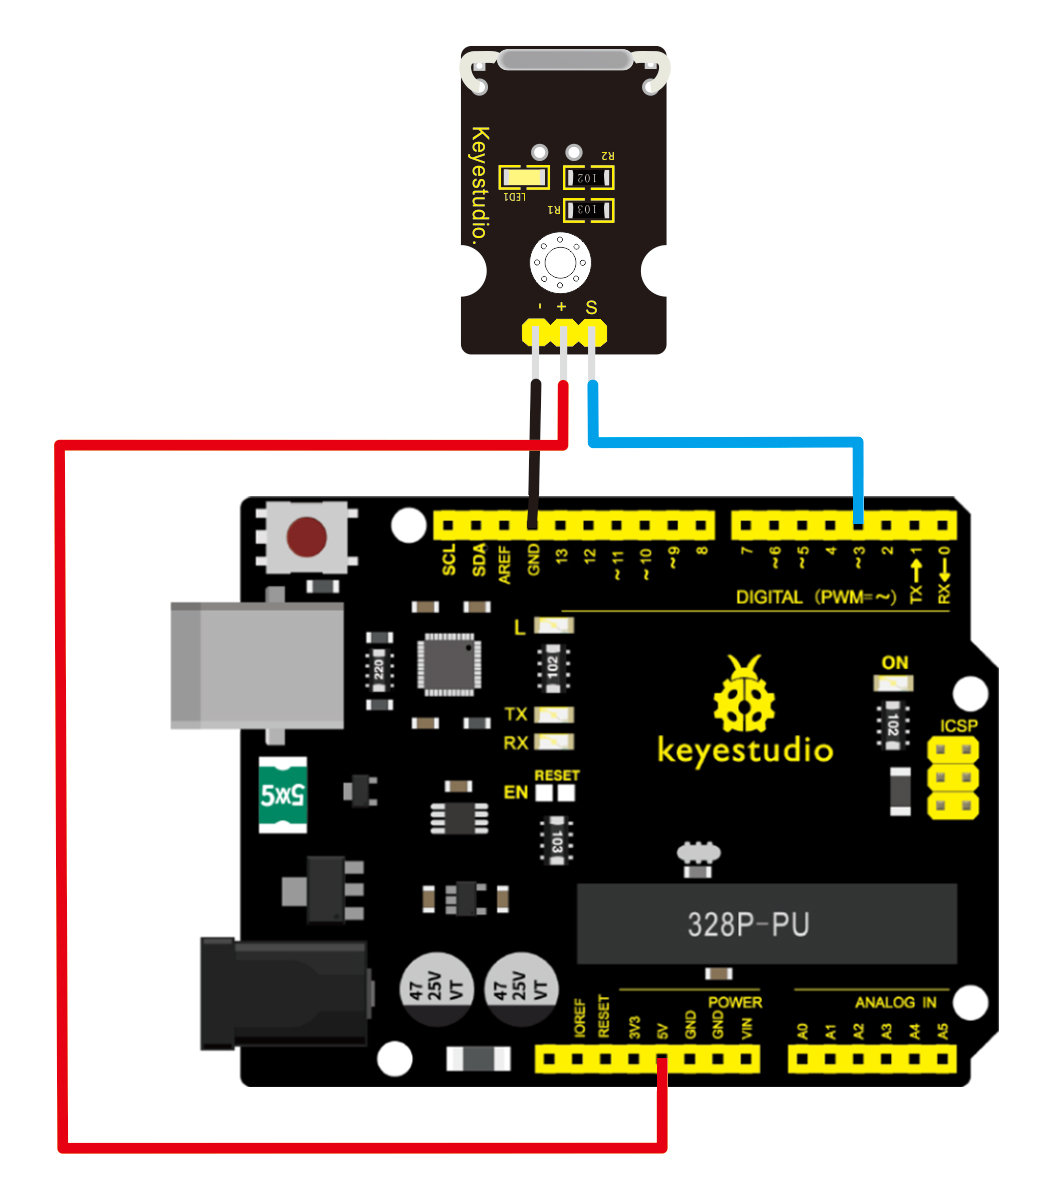 Keyestudio.
R2
102
LED1
R1
103
- + S
SCL SDA AREF GND 13 12 ~11 ~10 ~9 8 7 ~6 ~5 4 ~3 2 TX→1 RX←0
DIGITAL (PWM=~)
L
220
102
ON
TX
RX
102
ICSP
keyestudio
RESET
EN
5XX5
103
328P-PU
47 25V VT
47 25V VT
POWER
ANALOG IN
IOREF RESET 3V3 5V GND GND VIN A0 A1 A2 A3 A4 A5